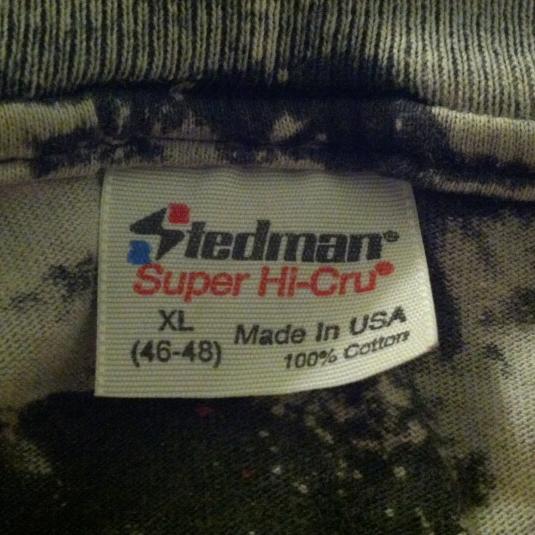 Stedman®
Super Hi-Cru®
XL
(46-48)
Made In USA
100% Cotton